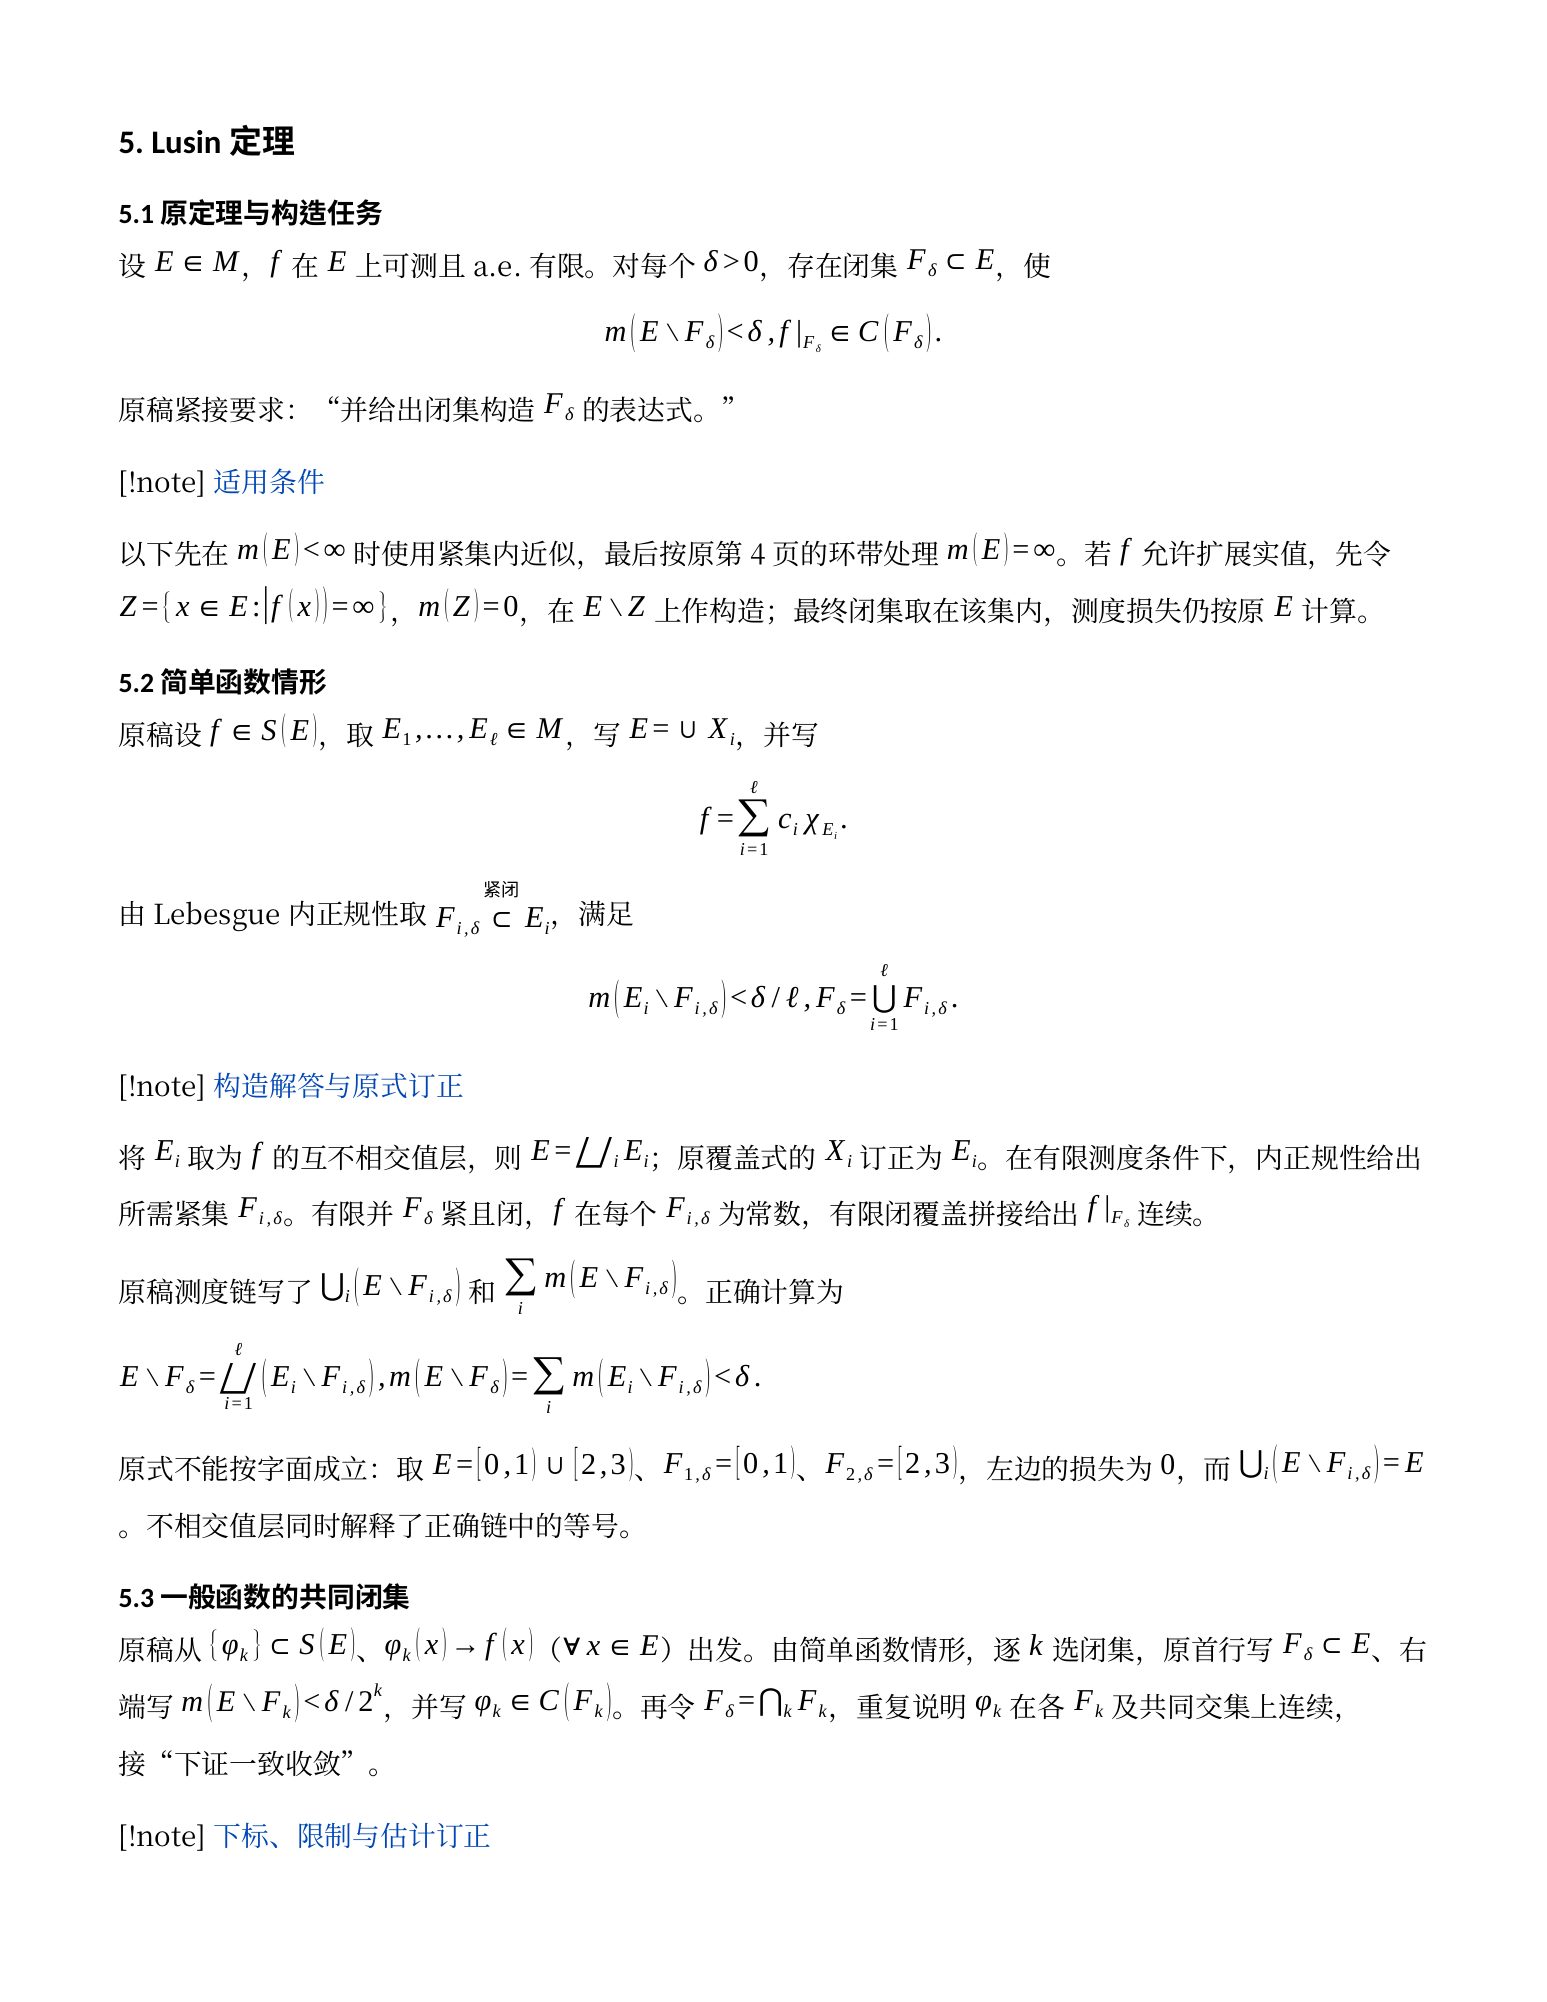 5. Lusin 定理
5.1 原定理与构造任务
设 E ∈ M，f 在 E 上可测且 a.e. 有限。对每个 δ>0，存在闭集 F_δ ⊂ E，使
m(E∖F_δ)<δ, f|_{F_δ} ∈ C(F_δ).
原稿紧接要求：“并给出闭集构造 F_δ 的表达式。”
[!note] 适用条件
以下先在 m(E)<∞ 时使用紧集内近似，最后按原第 4 页的环带处理 m(E)=∞。若 f 允许扩展实值，先令
Z={x ∈ E:|f(x)|=∞}，m(Z)=0，在 E∖Z 上作构造；最终闭集取在该集内，测度损失仍按原 E 计算。
5.2 简单函数情形
原稿设 f ∈ S(E)，取 E_1,…,E_ℓ ∈ M，写 E=∪ X_i，并写
f=∑_{i=1}^{ℓ} c_i χ_{E_i}.
由 Lebesgue 内正规性取 F_{i,δ} ⊂^{紧闭} E_i，满足
m(E_i∖F_{i,δ})<δ/ℓ, F_δ=⋃_{i=1}^{ℓ} F_{i,δ}.
[!note] 构造解答与原式订正
将 E_i 取为 f 的互不相交值层，则 E=⨆_i E_i；原覆盖式的 X_i 订正为 E_i。在有限测度条件下，内正规性给出
所需紧集 F_{i,δ}。有限并 F_δ 紧且闭，f 在每个 F_{i,δ} 为常数，有限闭覆盖拼接给出 f|_{F_δ} 连续。
原稿测度链写了 ⋃_i(E∖F_{i,δ}) 和 ∑_i m(E∖F_{i,δ})。正确计算为
E∖F_δ=⨆_{i=1}^{ℓ}(E_i∖F_{i,δ}), m(E∖F_δ)=∑_i m(E_i∖F_{i,δ})<δ.
原式不能按字面成立：取 E=[0,1)∪[2,3)、F_{1,δ}=[0,1)、F_{2,δ}=[2,3)，左边的损失为 0，而 ⋃_i(E∖F_{i,δ})=E
。不相交值层同时解释了正确链中的等号。
5.3 一般函数的共同闭集
原稿从 {φ_k}⊂S(E)、φ_k(x)→f(x)（∀x ∈ E）出发。由简单函数情形，逐 k 选闭集，原首行写 F_δ ⊂ E、右
端写 m(E∖F_k)<δ/2^k，并写 φ_k ∈ C(F_k)。再令 F_δ=⋂_k F_k，重复说明 φ_k 在各 F_k 及共同交集上连续，
接“下证一致收敛”。
[!note] 下标、限制与估计订正